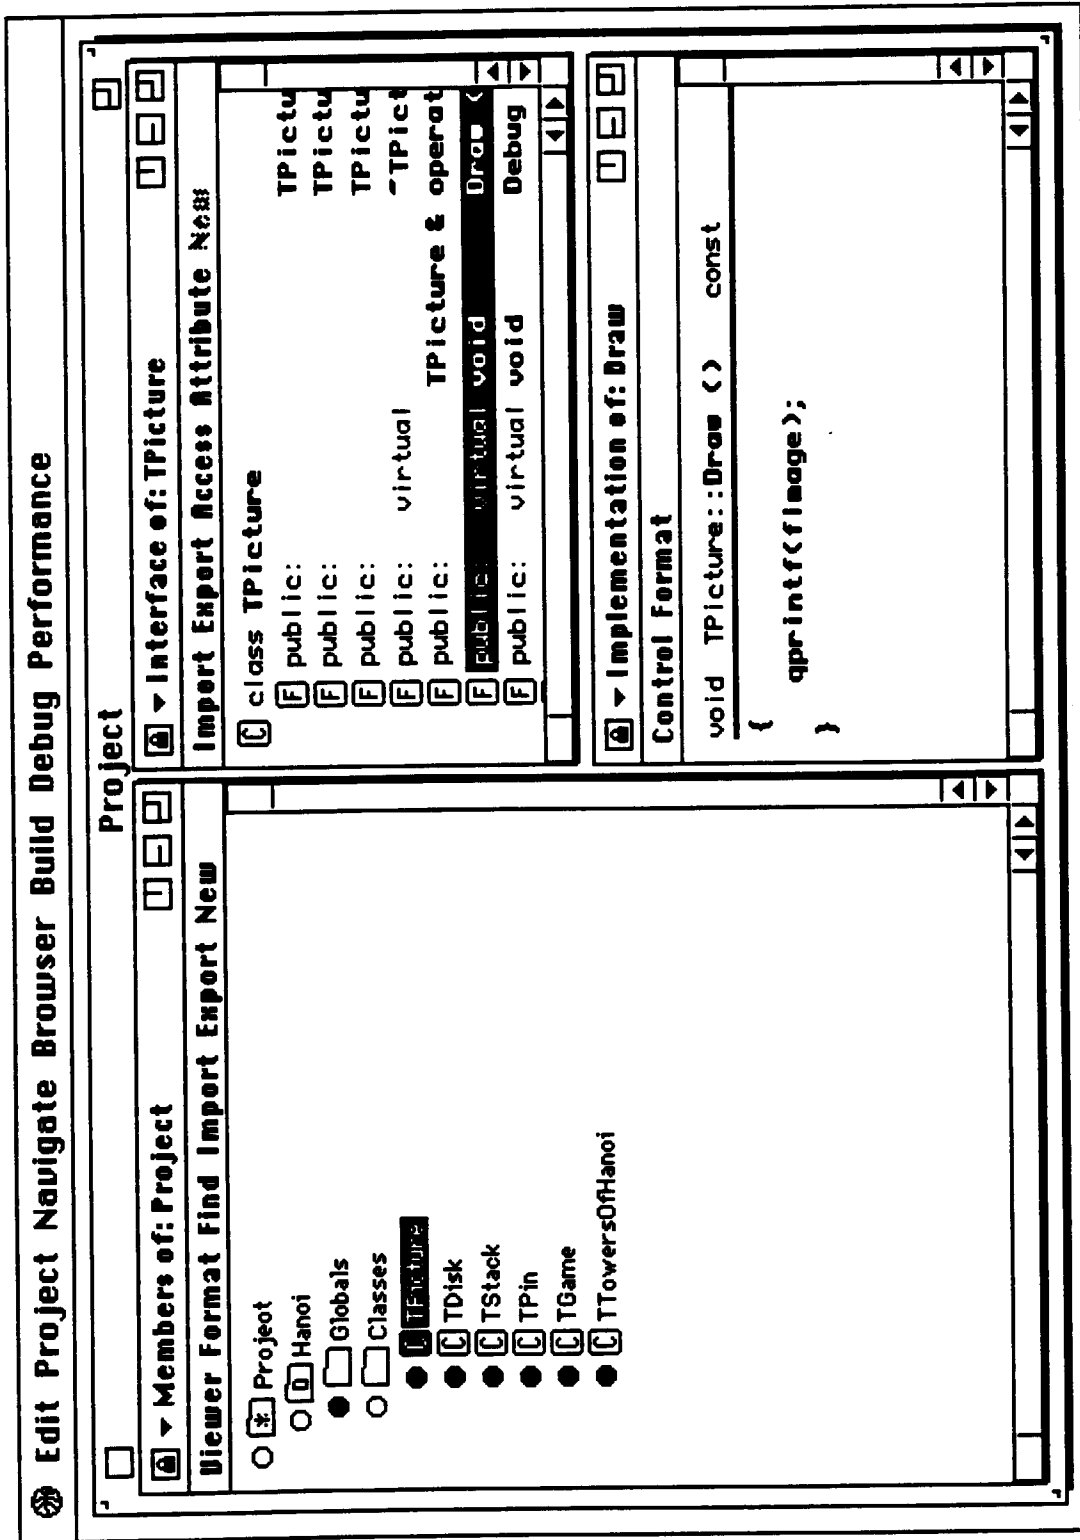 Edit Project Navigate Browser Build Debug Performance
Project
Members of: Project
Viewer Format Find Import Export New
* Project
D Hanoi
Globals
Classes
C TPicture
C TDisk
C TStack
C TPin
C TGame
C TTowersOfHanoi
Interface of: TPicture
Import Export Access Attribute New
C class TPicture
F public: TPictu
F public: TPictu
F public: TPictu
F public: virtual ~TPict
F public: TPicture & operat
F public: virtual void Draw (
F public: virtual void Debug
Implementation of: Draw
Control Format
void TPicture::Draw () const
{
qprintf(fImage);
}